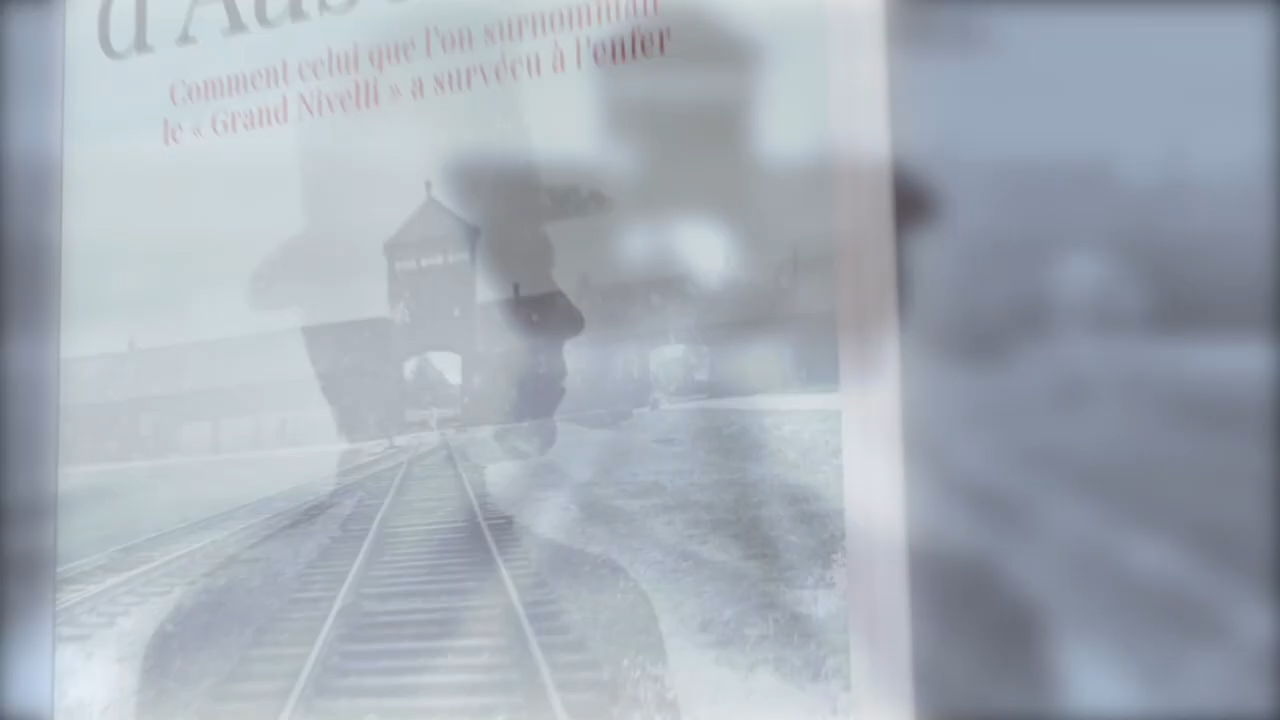 Comment celui que l'on surnommait
le « Grand Nivelli » a survécu à l'enfer